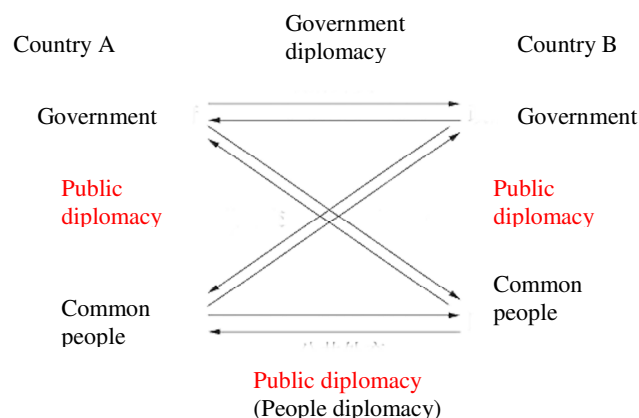 Government
diplomacy
Country A
Country B
Government
Government
Public
diplomacy
Public
diplomacy
Common
people
Common
people
Public diplomacy
(People diplomacy)